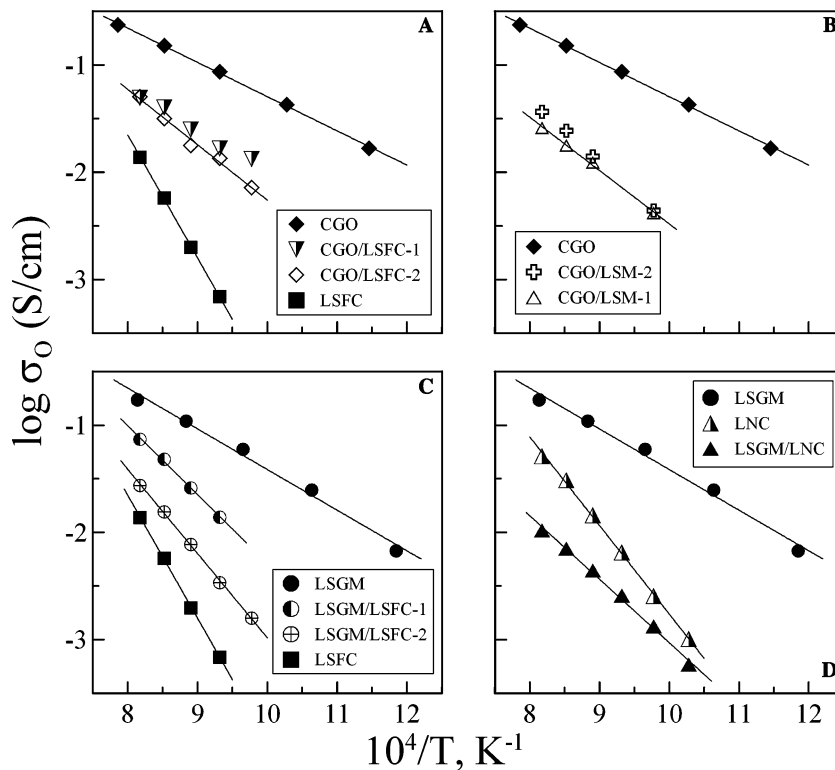 A
-1
-2
-3
CGO
CGO/LSFC-1
CGO/LSFC-2
LSFC
B
CGO
CGO/LSM-2
CGO/LSM-1
log σO (S/cm)
C
-1
-2
-3
LSGM
LSGM/LSFC-1
LSGM/LSFC-2
LSFC
8 9 10 11 12
LSGM
LNC
LSGM/LNC
D
8 9 10 11 12
10⁴/T, K⁻¹